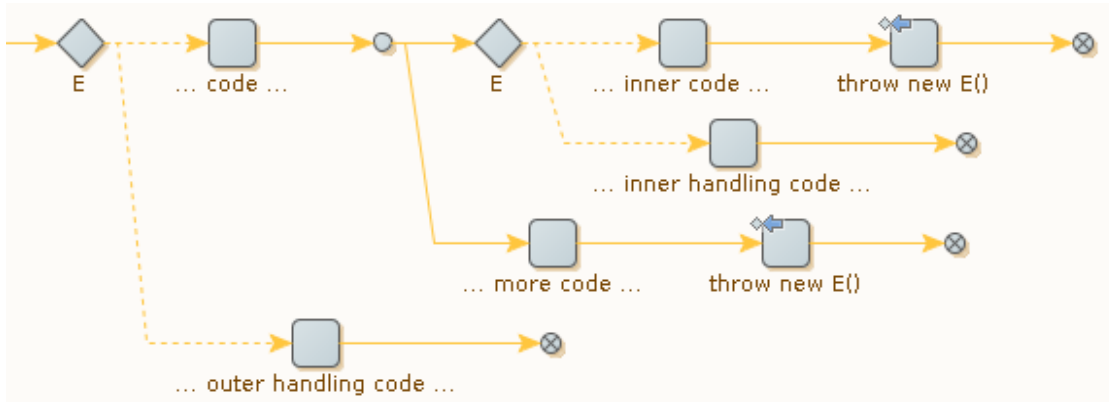 E
... code ...
E
... inner code ...
throw new E()
... inner handling code ...
... more code ...
throw new E()
... outer handling code ...